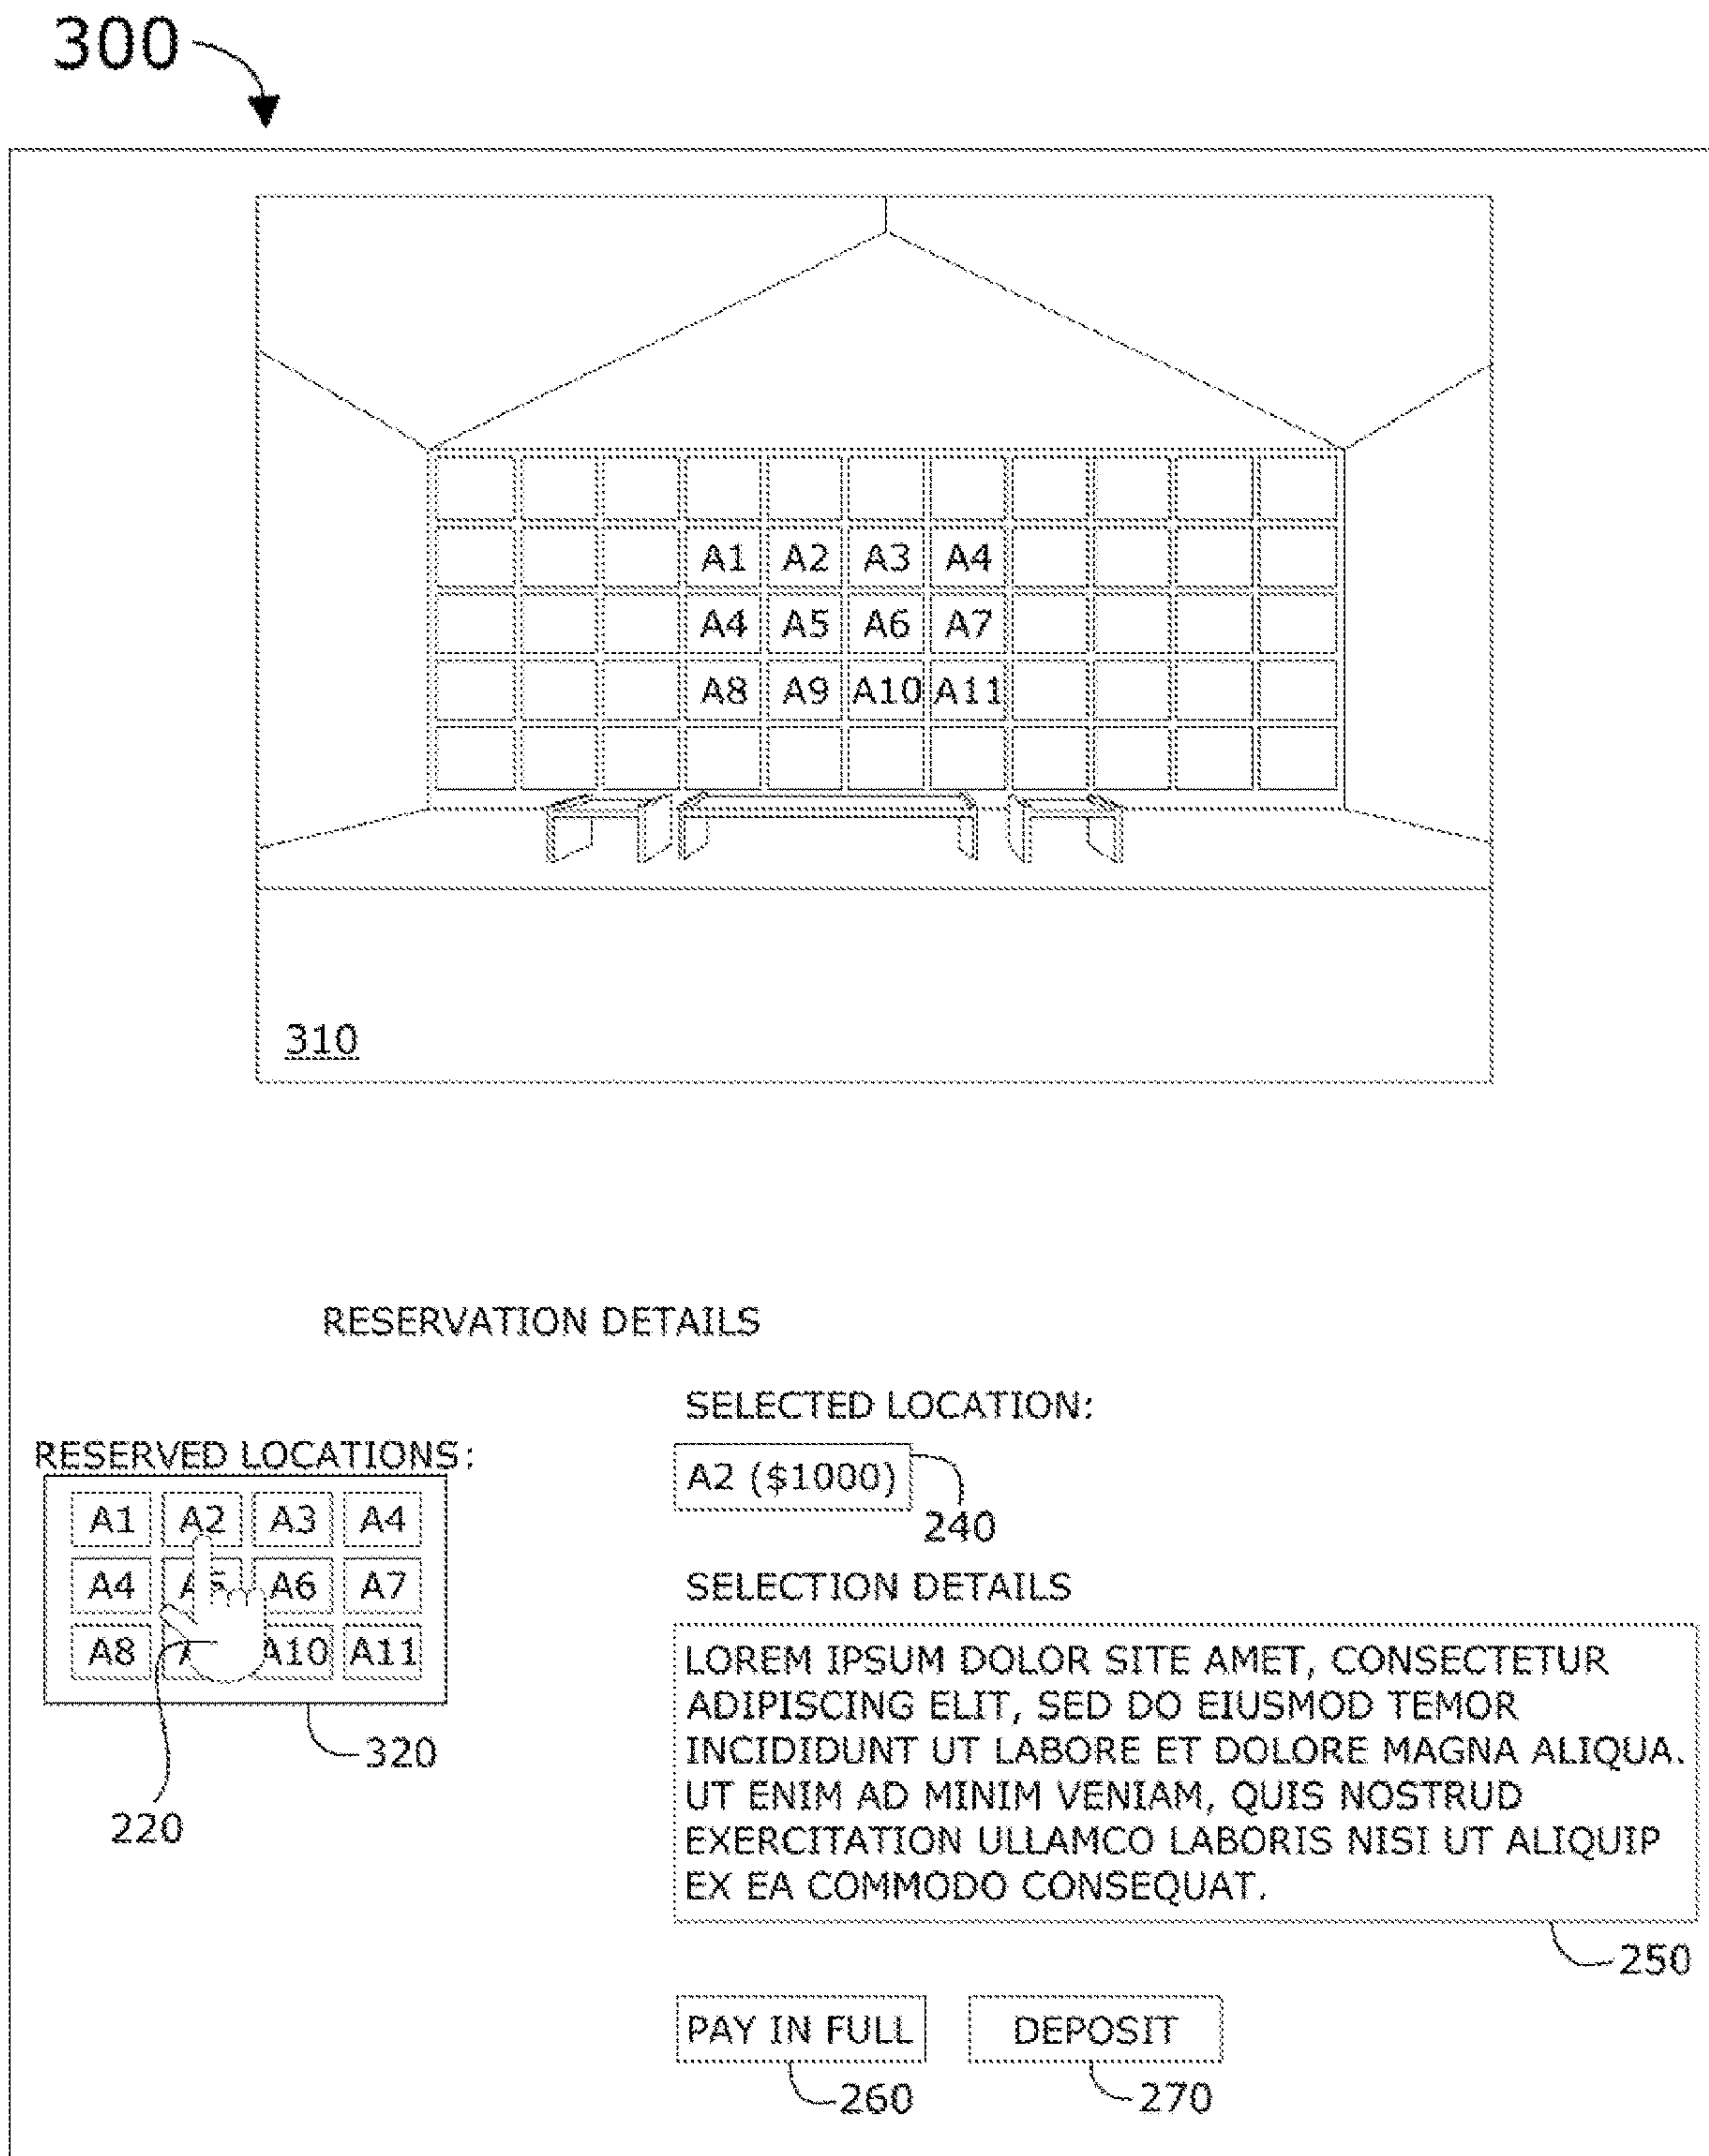 300
A1 A2 A3 A4
A4 A5 A6 A7
A8 A9 A10 A11
310
RESERVATION DETAILS
RESERVED LOCATIONS:
A1 A2 A3 A4
A4 A5 A6 A7
A8 A10 A11
320
220
SELECTED LOCATION:
A2 ($1000)
240
SELECTION DETAILS
LOREM IPSUM DOLOR SITE AMET, CONSECTETUR
ADIPISCING ELIT, SED DO EIUSMOD TEMOR
INCIDIDUNT UT LABORE ET DOLORE MAGNA ALIQUA.
UT ENIM AD MINIM VENIAM, QUIS NOSTRUD
EXERCITATION ULLAMCO LABORIS NISI UT ALIQUIP
EX EA COMMODO CONSEQUAT.
250
PAY IN FULL
DEPOSIT
260
270